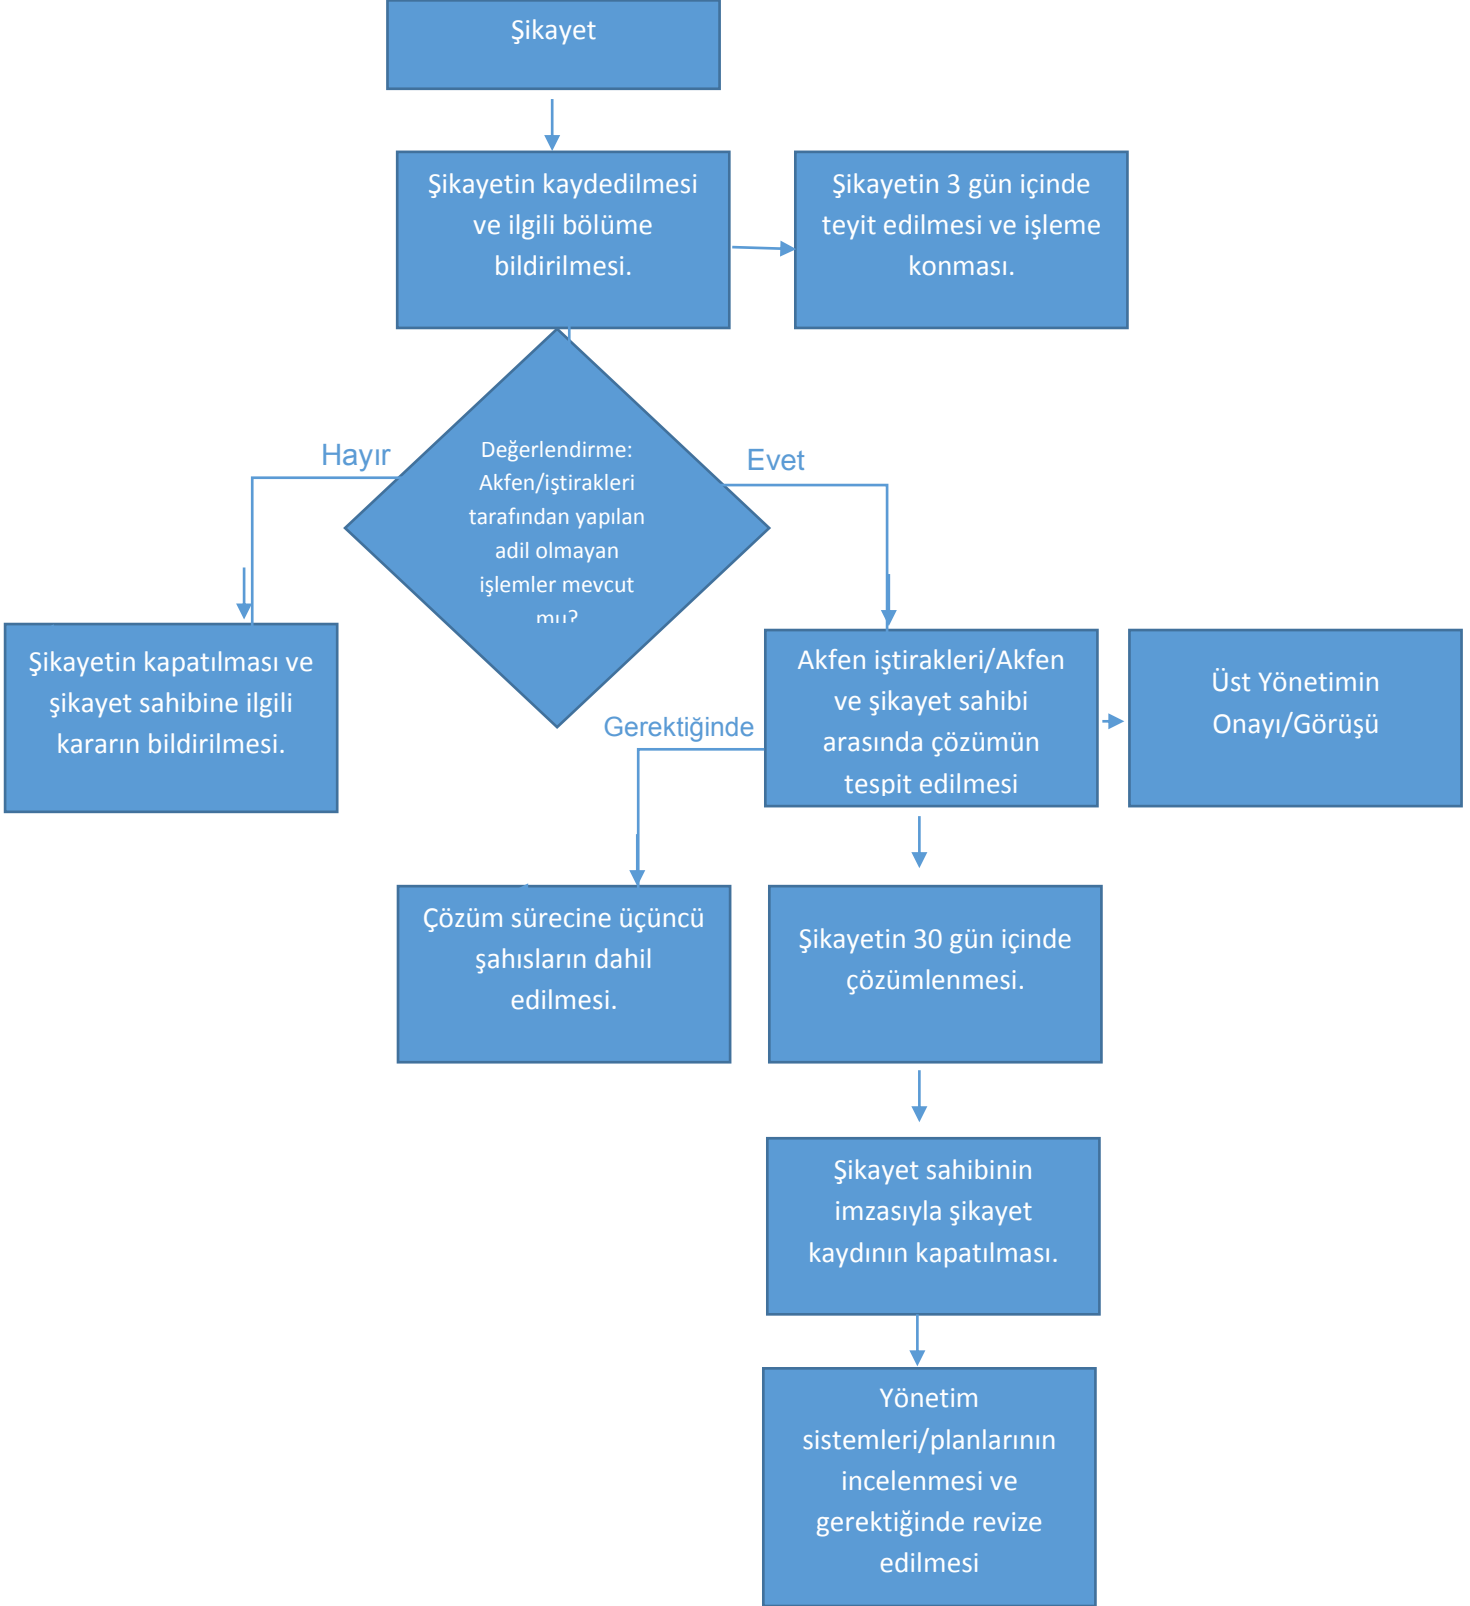 Şikayet
Şikayetin kaydedilmesi
ve ilgili bölüme
bildirilmesi.
Şikayetin 3 gün içinde
teyit edilmesi ve işleme
konması.
Hayır
Değerlendirme:
Akfen/iştirakleri
tarafından yapılan
adil olmayan
işlemler mevcut
mu?
Evet
Şikayetin kapatılması ve
şikayet sahibine ilgili
kararın bildirilmesi.
Akfen iştirakleri/Akfen
ve şikayet sahibi
arasında çözümün
tespit edilmesi
Üst Yönetimin
Onayı/Görüşü
Gerektiğinde
Çözüm sürecine üçüncü
şahısların dahil
edilmesi.
Şikayetin 30 gün içinde
çözümlenmesi.
Şikayet sahibinin
imzasıyla şikayet
kaydının kapatılması.
Yönetim
sistemleri/planlarının
incelenmesi ve
gerektiğinde revize
edilmesi